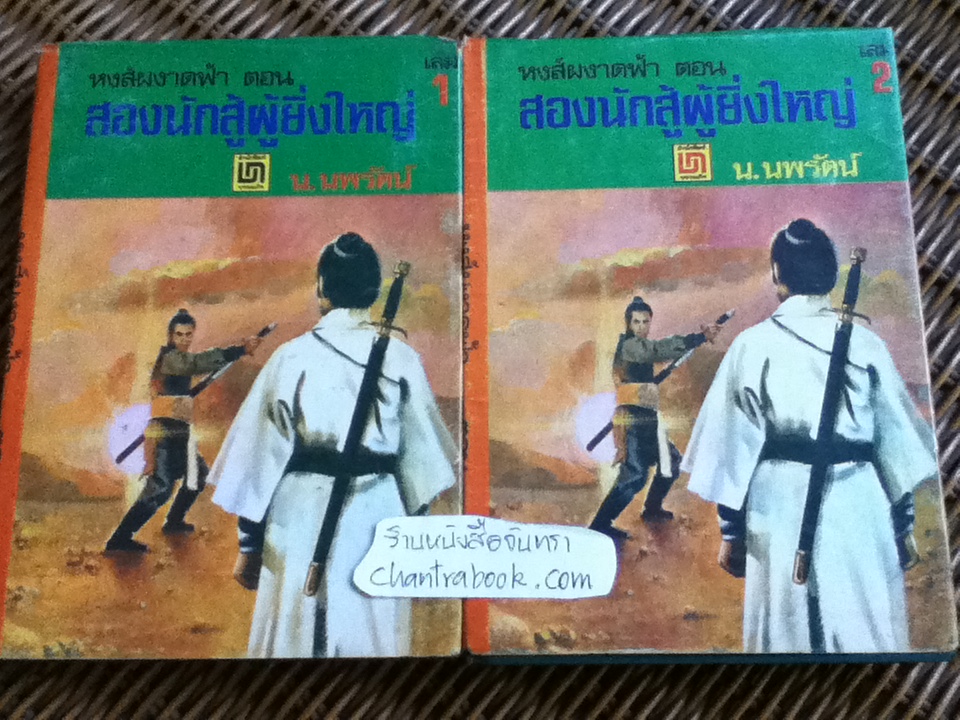 หงส์ผงาดฟ้า ตอน
เล่ม
1
สองนักสู้ผู้ยิ่งใหญ่
น. นพรัตน์
หงส์ผงาดฟ้า ตอน
เล่ม
2
สองนักสู้ผู้ยิ่งใหญ่
น. นพรัตน์
ร้านหนังสือจันทรา
chantrabook.com